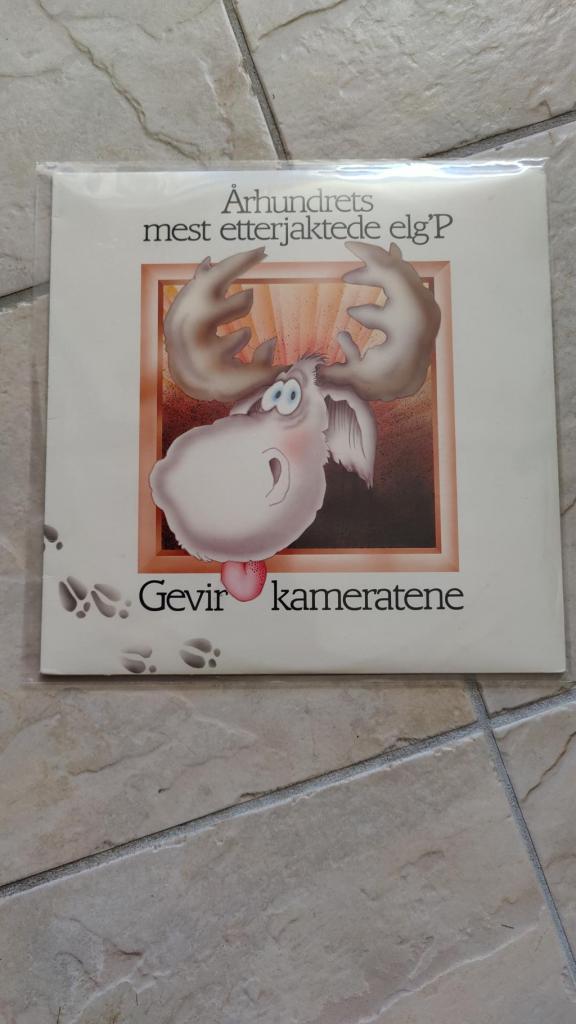 Århundrets
mest etterjaktede elg'P
Gevir kameratene